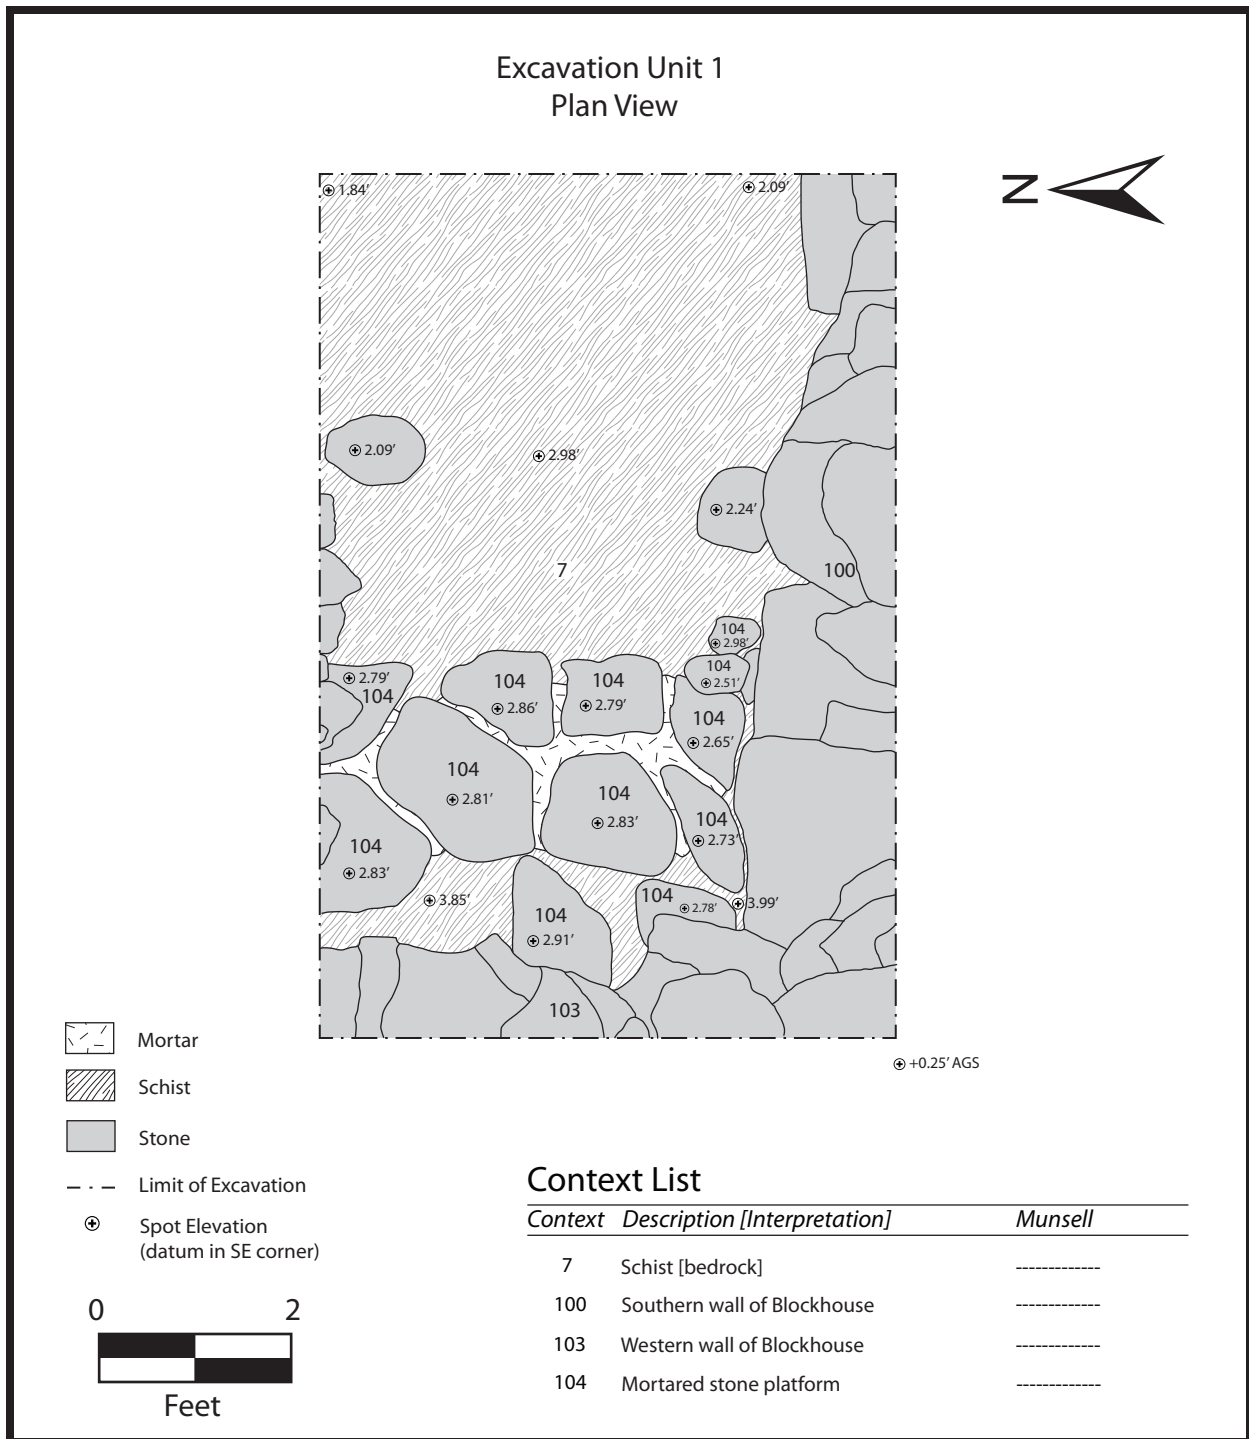 Excavation Unit 1
Plan View
N
1.84’
2.09’
2.09’
2.98’
2.24’
7
100
104
2.98’
104
2.51’
2.79’
104
104
2.86’
104
2.79’
104
2.65’
104
2.81’
104
2.83’
104
2.73’
104
2.83’
3.85’
104
2.78’
3.99’
104
2.91’
103
+0.25’ AGS
Mortar
Schist
Stone
Limit of Excavation
Spot Elevation
(datum in SE corner)
0 2
Feet
Context List
Context Description [Interpretation] Munsell
7 Schist [bedrock] -------------
100 Southern wall of Blockhouse -------------
103 Western wall of Blockhouse -------------
104 Mortared stone platform -------------